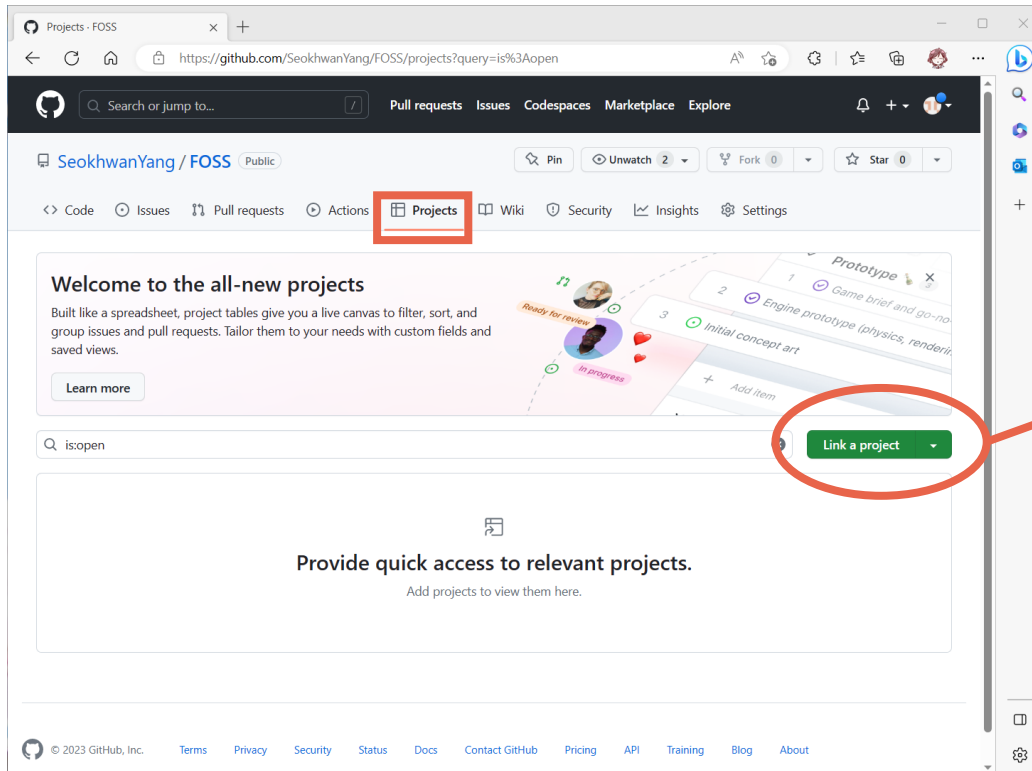 Projects · FOSS
https://github.com/SeokhwanYang/FOSS/projects?query=is%3Aopen
Search or jump to... /
Pull requests Issues Codespaces Marketplace Explore
SeokhwanYang / FOSS Public
Pin Unwatch 2 Fork 0 Star 0
Code Issues Pull requests Actions Projects Wiki Security Insights Settings
Welcome to the all-new projects
Built like a spreadsheet, project tables give you a live canvas to filter, sort, and
group issues and pull requests. Tailor them to your needs with custom fields and
saved views.
Learn more
Prototype
3
1 Game brief and go-no-
2 Engine prototype (physics, renderin
3 Initial concept art
Add item
Ready for review
In progress
is:open
Link a project
Provide quick access to relevant projects.
Add projects to view them here.
© 2023 GitHub, Inc. Terms Privacy Security Status Docs Contact GitHub Pricing API Training Blog About